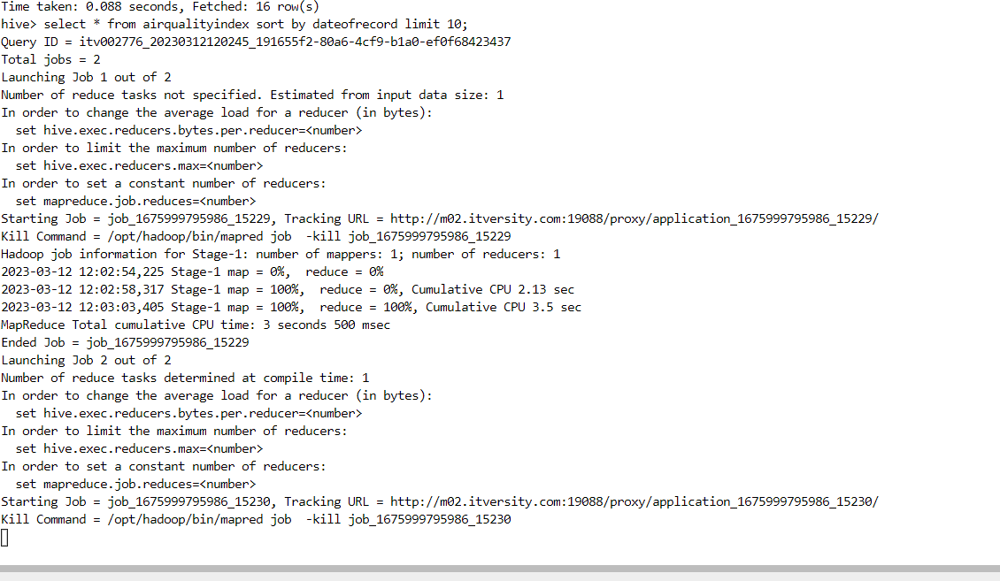 Time taken: 0.088 seconds, Fetched: 16 row(s)
hive> select * from airqualityindex sort by dateofrecord limit 10;
Query ID = itv002776_20230312120245_191655f2-80a6-4cf9-b1a0-ef0f68423437
Total jobs = 2
Launching Job 1 out of 2
Number of reduce tasks not specified. Estimated from input data size: 1
In order to change the average load for a reducer (in bytes):
  set hive.exec.reducers.bytes.per.reducer=<number>
In order to limit the maximum number of reducers:
  set hive.exec.reducers.max=<number>
In order to set a constant number of reducers:
  set mapreduce.job.reduces=<number>
Starting Job = job_1675999795986_15229, Tracking URL = http://m02.itversity.com:19088/proxy/application_1675999795986_15229/
Kill Command = /opt/hadoop/bin/mapred job  -kill job_1675999795986_15229
Hadoop job information for Stage-1: number of mappers: 1; number of reducers: 1
2023-03-12 12:02:54,225 Stage-1 map = 0%,  reduce = 0%
2023-03-12 12:02:58,317 Stage-1 map = 100%,  reduce = 0%, Cumulative CPU 2.13 sec
2023-03-12 12:03:03,405 Stage-1 map = 100%,  reduce = 100%, Cumulative CPU 3.5 sec
MapReduce Total cumulative CPU time: 3 seconds 500 msec
Ended Job = job_1675999795986_15229
Launching Job 2 out of 2
Number of reduce tasks determined at compile time: 1
In order to change the average load for a reducer (in bytes):
  set hive.exec.reducers.bytes.per.reducer=<number>
In order to limit the maximum number of reducers:
  set hive.exec.reducers.max=<number>
In order to set a constant number of reducers:
  set mapreduce.job.reduces=<number>
Starting Job = job_1675999795986_15230, Tracking URL = http://m02.itversity.com:19088/proxy/application_1675999795986_15230/
Kill Command = /opt/hadoop/bin/mapred job  -kill job_1675999795986_15230